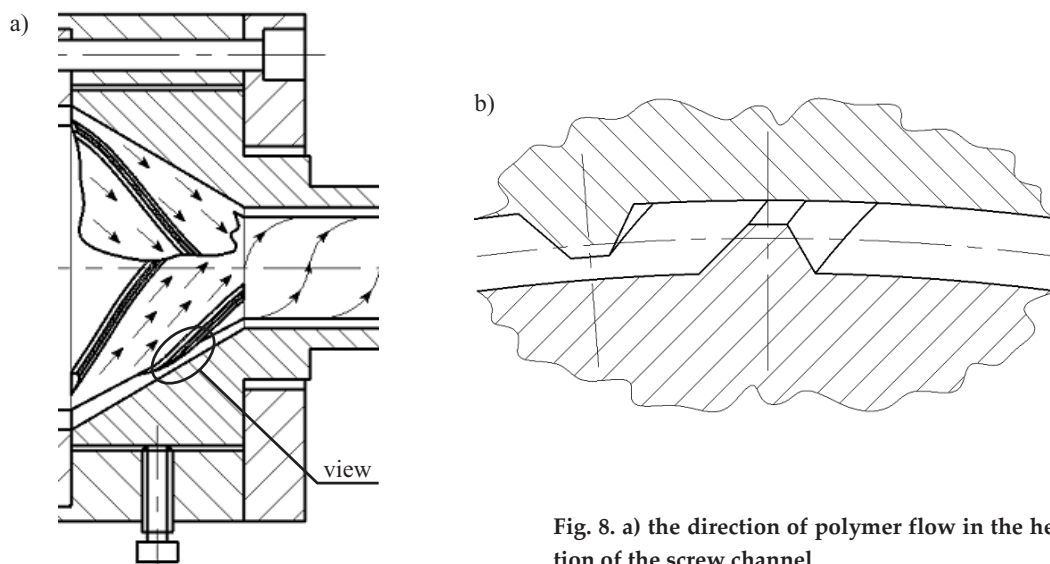 a)
b)
view
Fig. 8. a) the direction of polymer flow in the he
tion of the screw channel